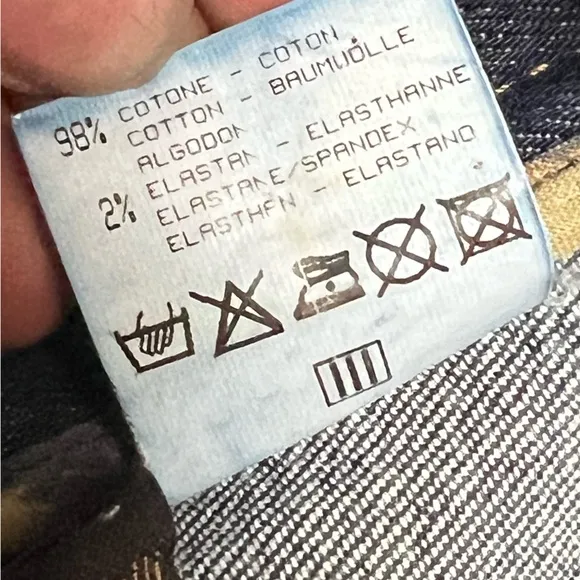 98% COTONE - COTON
COTTON - BAUMWOLLE
ALGODON
2% ELASTAN - ELASTHANNE
ELASTANE/SPANDEX
ELASTHAN - ELASTANO